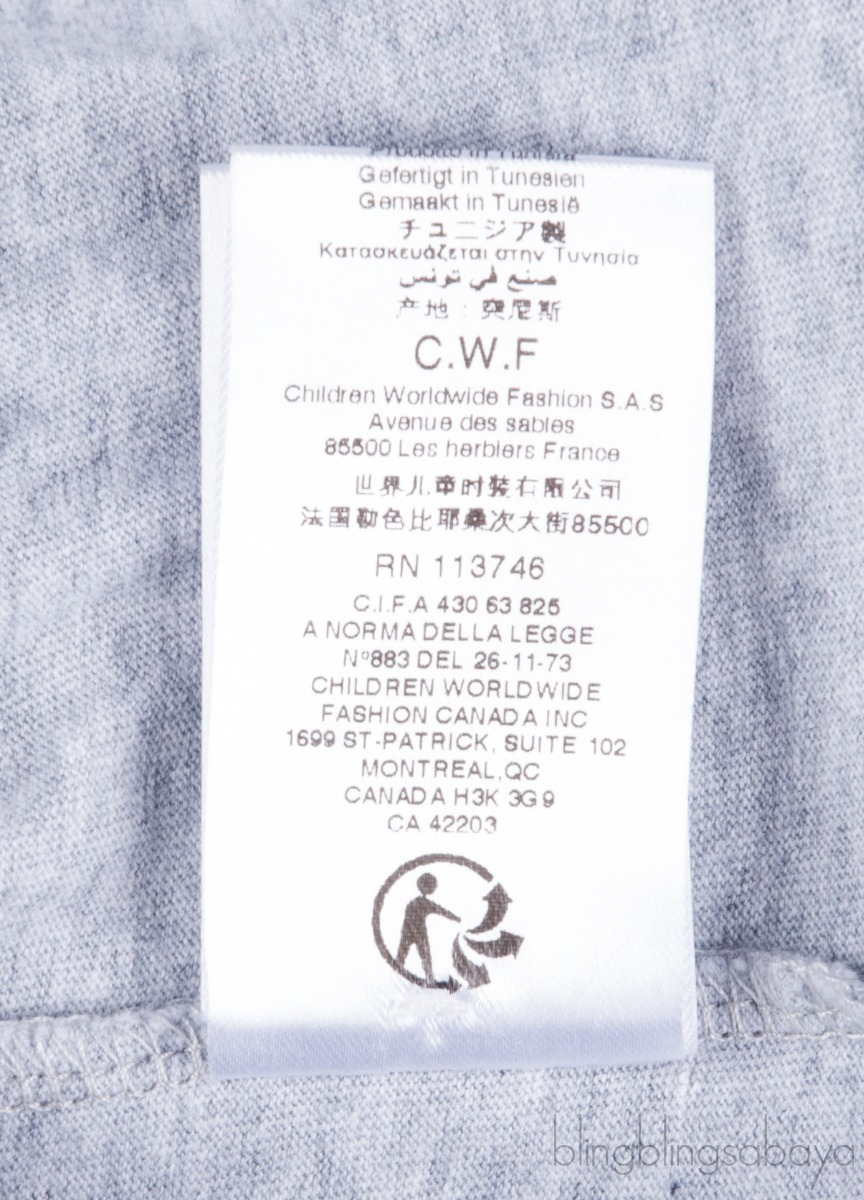 Prodotto in Tunisia
Gefertigt in Tunesien
Gemaakt in Tunesië
チュニジア製
Κατασκευάζεται στην Τυνησία
صنع في تونس
产地：突尼斯
C.W.F
Children Worldwide Fashion S.A.S
Avenue des sables
85500 Les herbiers France
世界儿童时装有限公司
法国勒色比耶桑次大街85500
RN 113746
C.I.F.A 430 63 825
A NORMA DELLA LEGGE
N°883 DEL 26-11-73
CHILDREN WORLDWIDE
FASHION CANADA INC
1699 ST-PATRICK, SUITE 102
MONTREAL,QC
CANADA H3K 3G9
CA 42203
blingblingsabaya